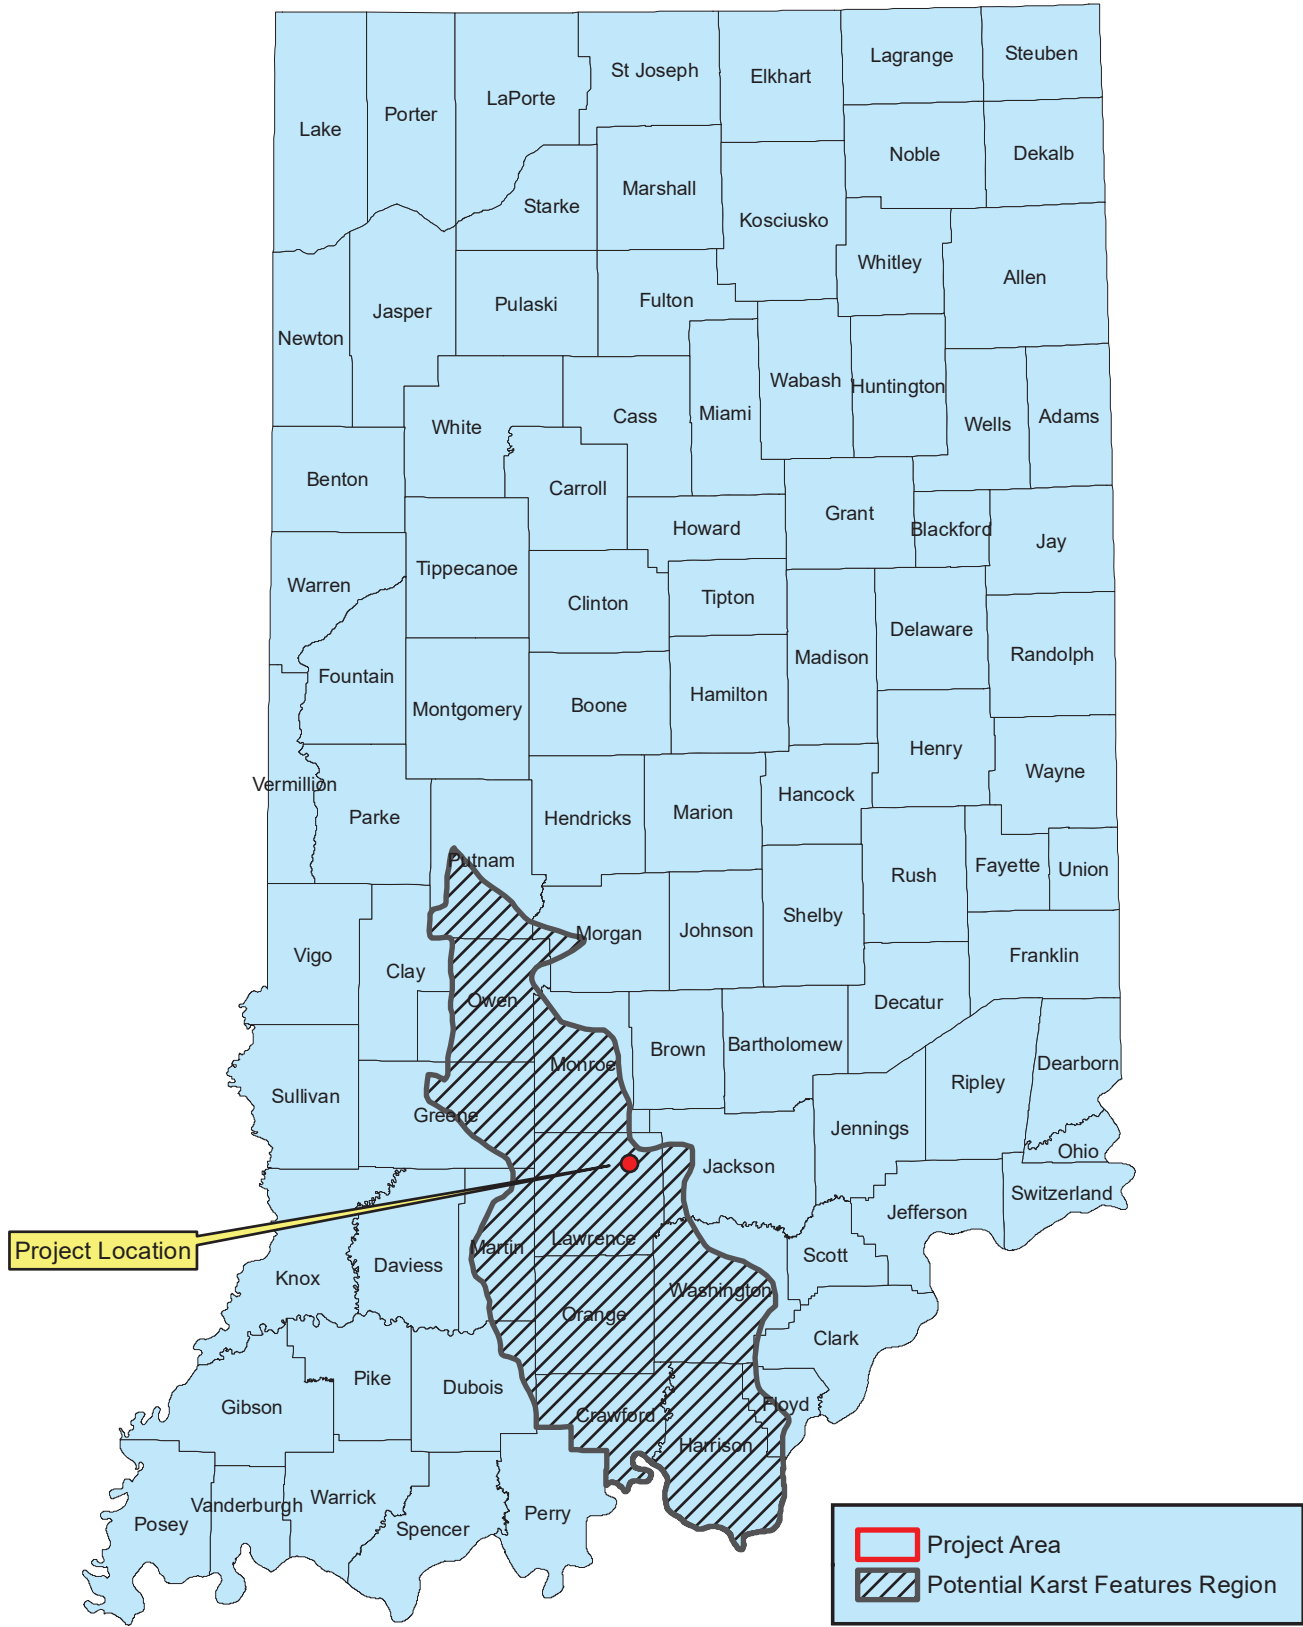 Lagrange
Steuben
St Joseph
Elkhart
LaPorte
Porter
Lake
Noble
Dekalb
Marshall
Starke
Kosciusko
Whitley
Allen
Pulaski
Fulton
Jasper
Newton
Wabash
Huntington
Miami
Cass
White
Wells
Adams
Benton
Carroll
Grant
Howard
Blackford
Jay
Tippecanoe
Warren
Clinton
Tipton
Delaware
Madison
Randolph
Fountain
Hamilton
Montgomery
Boone
Henry
Wayne
Vermillion
Hancock
Parke
Hendricks
Marion
Putnam
Rush
Fayette
Union
Shelby
Morgan
Johnson
Vigo
Clay
Franklin
Owen
Decatur
Brown
Bartholomew
Monroe
Dearborn
Ripley
Sullivan
Greene
Jennings
Ohio
Jackson
Switzerland
Jefferson
Project Location
Lawrence
Martin
Scott
Daviess
Knox
Washington
Orange
Clark
Pike
Dubois
Gibson
Floyd
Crawford
Harrison
Warrick
Vanderburgh
Perry
Posey
Spencer
Project Area
Potential Karst Features Region